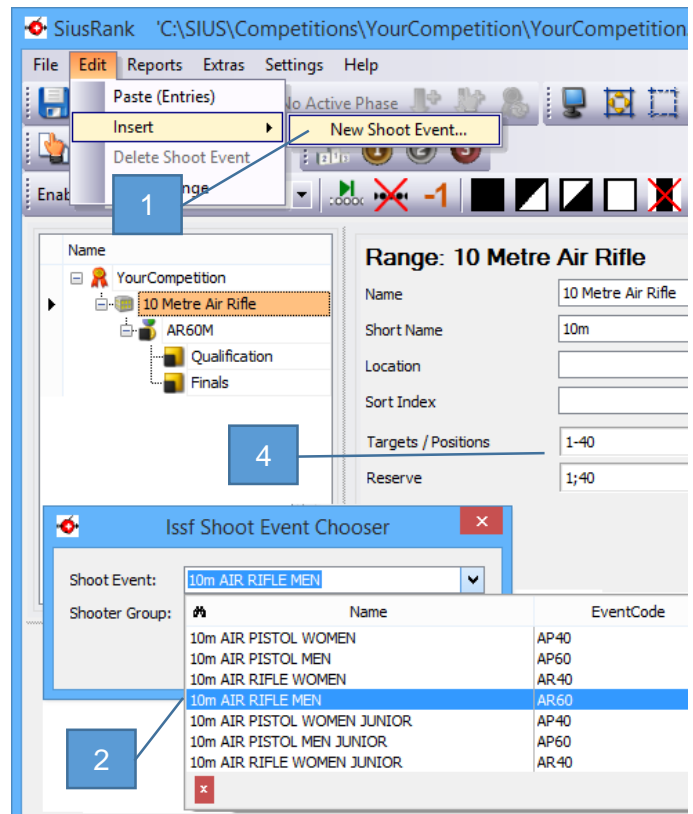 SiusRank 'C:\SIUS\Competitions\YourCompetition\YourCompetition.
File Edit Reports Extras Settings Help
Paste (Entries)
No Active Phase
Insert
New Shoot Event...
Delete Shoot Event
1
-1
Name
Range: 10 Metre Air Rifle
YourCompetition
Name
10 Metre Air Rifle
10 Metre Air Rifle
AR60M
Short Name
10m
Qualification
Location
Finals
Sort Index
4
Targets / Positions
1-40
Reserve
1;40
Issf Shoot Event Chooser
Shoot Event: 10m AIR RIFLE MEN
Shooter Group: Name EventCode
10m AIR PISTOL WOMEN AP40
10m AIR PISTOL MEN AP60
10m AIR RIFLE WOMEN AR40
10m AIR RIFLE MEN AR60
10m AIR PISTOL WOMEN JUNIOR AP40
10m AIR PISTOL MEN JUNIOR AP60
10m AIR RIFLE WOMEN JUNIOR AR40
2
x